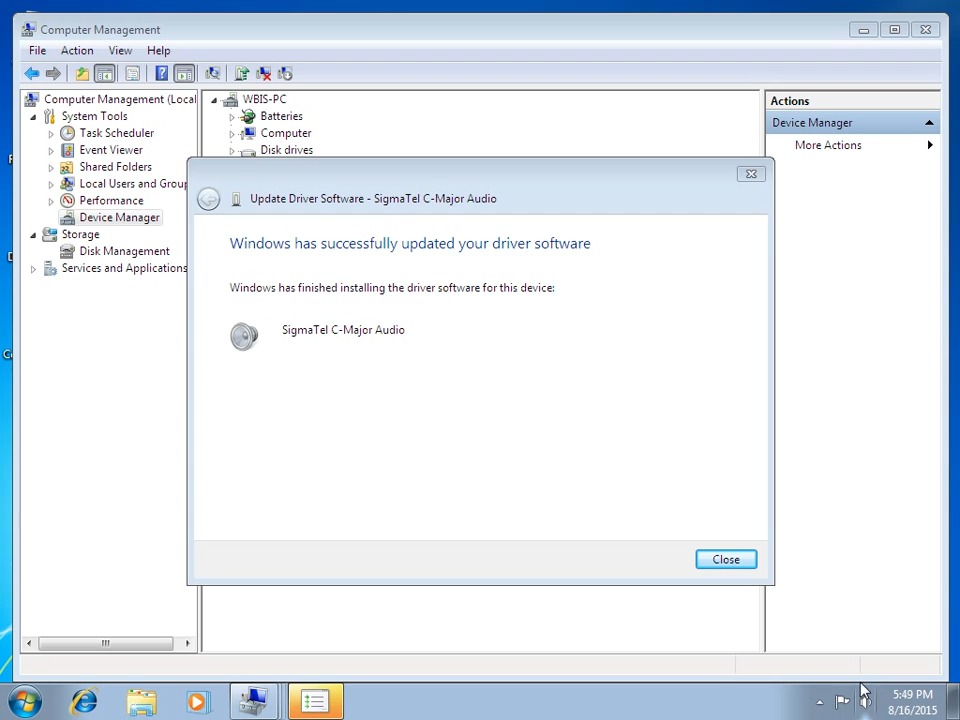 Computer Management
File Action View Help
Computer Management (Local
System Tools
Task Scheduler
Event Viewer
Shared Folders
Local Users and Group
Performance
Device Manager
Storage
Disk Management
Services and Applications
WBIS-PC
Batteries
Computer
Disk drives
Actions
Device Manager
More Actions
Update Driver Software - SigmaTel C-Major Audio
Windows has successfully updated your driver software
Windows has finished installing the driver software for this device:
SigmaTel C-Major Audio
Close
5:49 PM
8/16/2015